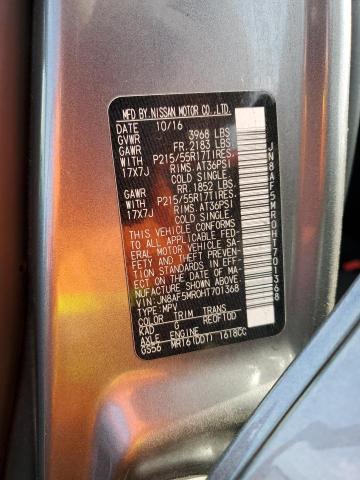 MFD BY NISSAN MOTOR CO.,LTD.
DATE 10/16
GVWR 3968 LBS
GAWR FR. 2183 LBS
WITH P215/55R17TIRES,
17X7J RIMS,AT36PSI
COLD SINGLE.
GAWR RR.1852 LBS,
WITH P215/55R17TIRES,
17X7J RIMS,AT36PSI
COLD SINGLE.
THIS VEHICLE CONFORMS
TO ALL APPLICABLE FED-
ERAL MOTOR VEHICLE SA-
FETY AND THEFT PREVEN-
TION STANDARDS IN EFF-
ECT ON THE DATE OF MA-
NUFACTURE SHOWN ABOVE.
VIN: JN8AF5MR0HT701368
TYPE:MPV
COLOR TRIM TRANS
KAD G RE0F10D
AXLE ENGINE
0S56 MR16(DDT) 1618CC
JN8AF5MR0HT701368